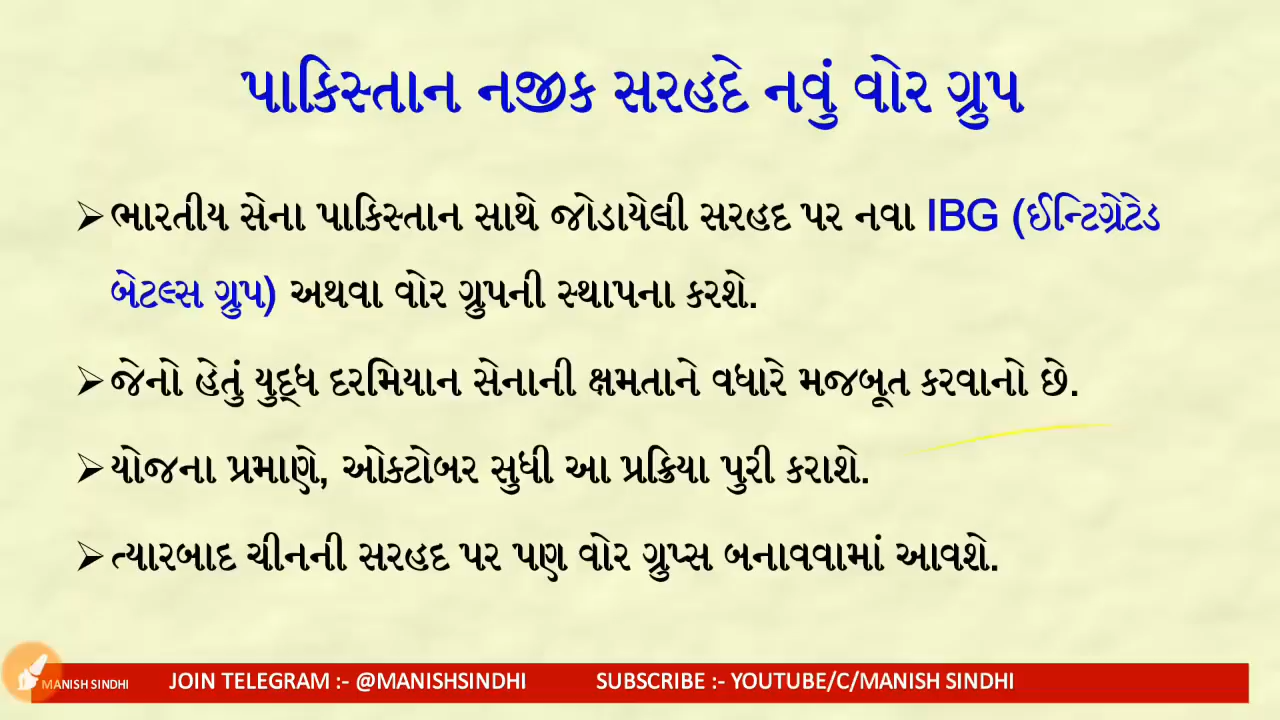 પાકિસ્તાન નજીક સરહદે નવું વોર ગ્રુપ
➢ભારતીય સેના પાકિસ્તાન સાથે જોડાયેલી સરહદ પર નવા IBG (ઈન્ટિગ્રેટેડ
બેટલ્સ ગ્રુપ) અથવા વોર ગ્રુપની સ્થાપના કરશે.
➢જેનો હેતું યુદ્ધ દરમિયાન સેનાની ક્ષમતાને વધારે મજબૂત કરવાનો છે.
➢યોજના પ્રમાણે, ઓક્ટોબર સુધી આ પ્રક્રિયા પુરી કરાશે.
➢ત્યારબાદ ચીનની સરહદ પર પણ વોર ગ્રુપ્સ બનાવવામાં આવશે.
MANISH SINDHI JOIN TELEGRAM :- @MANISHSINDHI SUBSCRIBE :- YOUTUBE/C/MANISH SINDHI